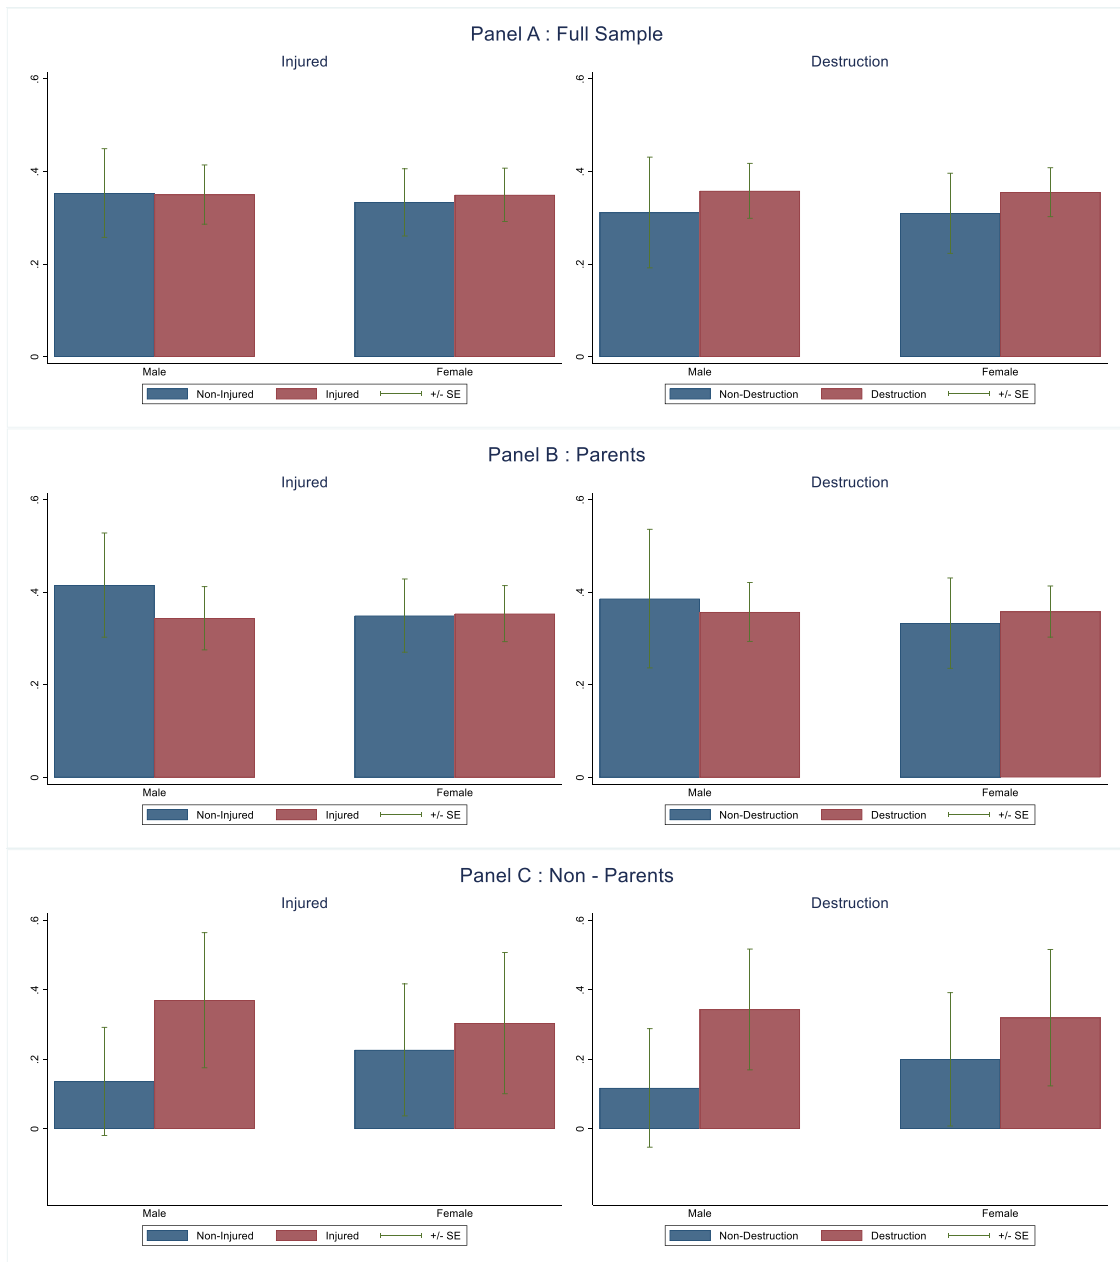 Panel A : Full Sample
Injured
.6
.4
.2
0
Male
Female
Non-Injured
Injured
+/- SE
Destruction
.6
.4
.2
0
Male
Female
Non-Destruction
Destruction
+/- SE
Panel B : Parents
Injured
.6
.4
.2
0
Male
Female
Non-Injured
Injured
+/- SE
Destruction
.6
.4
.2
0
Male
Female
Non-Destruction
Destruction
+/- SE
Panel C : Non - Parents
Injured
.6
.4
.2
0
Male
Female
Non-Injured
Injured
+/- SE
Destruction
.6
.4
.2
0
Male
Female
Non-Destruction
Destruction
+/- SE